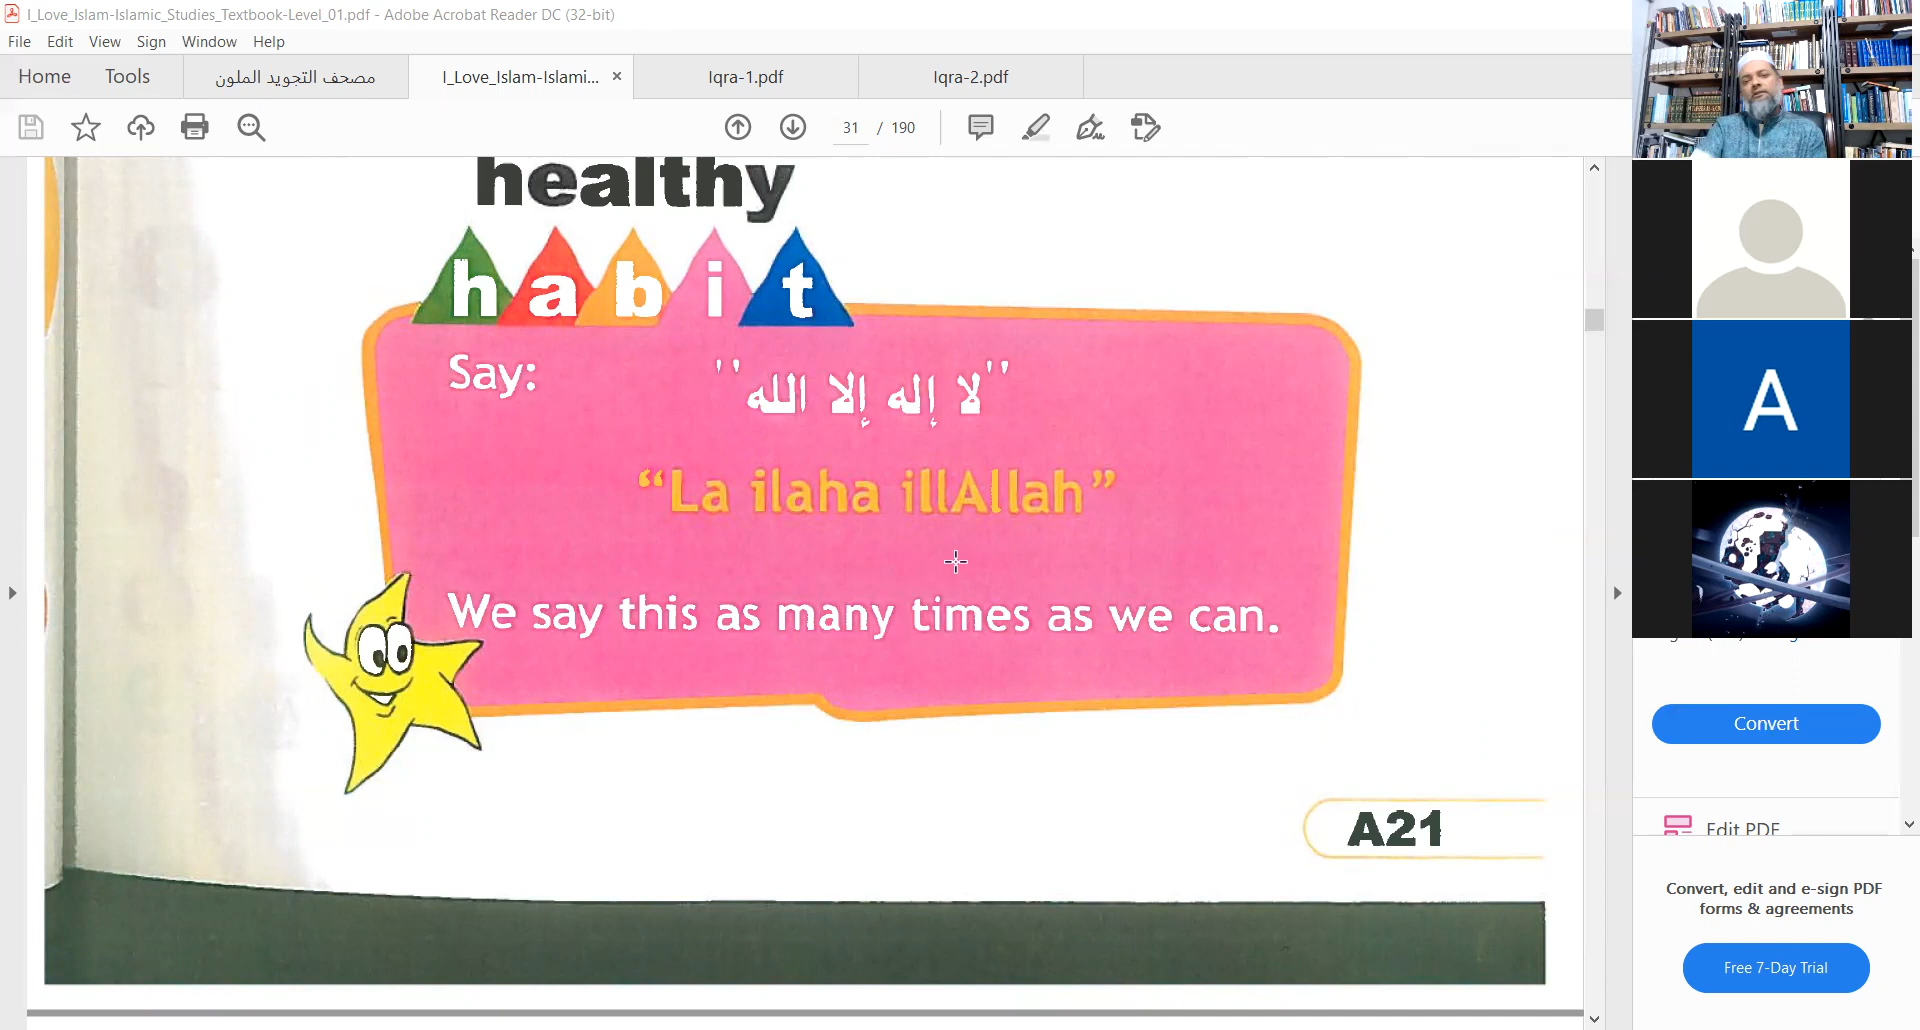 I_Love_Islam-Islamic_Studies_Textbook-Level_01.pdf - Adobe Acrobat Reader DC (32-bit)
File Edit View Sign Window Help
Home Tools مصحف التجويد الملون I_Love_Islam-Islami... × Iqra-1.pdf Iqra-2.pdf
31 / 190
healthy
habit
Say: "لا إله إلا الله"
“La ilaha illAllah”
We say this as many times as we can.
A21
A
Convert
Edit PDF
Convert, edit and e-sign PDF
forms & agreements
Free 7-Day Trial